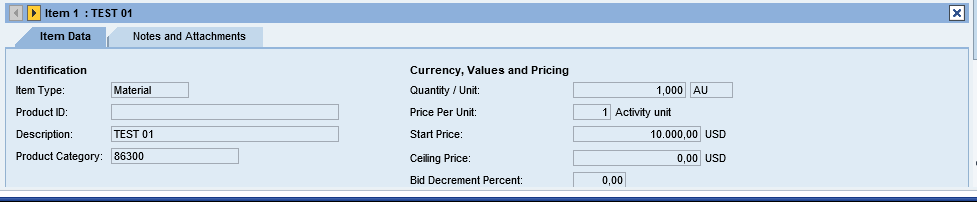 Item 1 : TEST 01
Item Data Notes and Attachments
Identification
Item Type: Material
Product ID:
Description: TEST 01
Product Category: 86300
Currency, Values and Pricing
Quantity / Unit: 1,000 AU
Price Per Unit: 1 Activity unit
Start Price: 10.000,00 USD
Ceiling Price: 0,00 USD
Bid Decrement Percent: 0,00